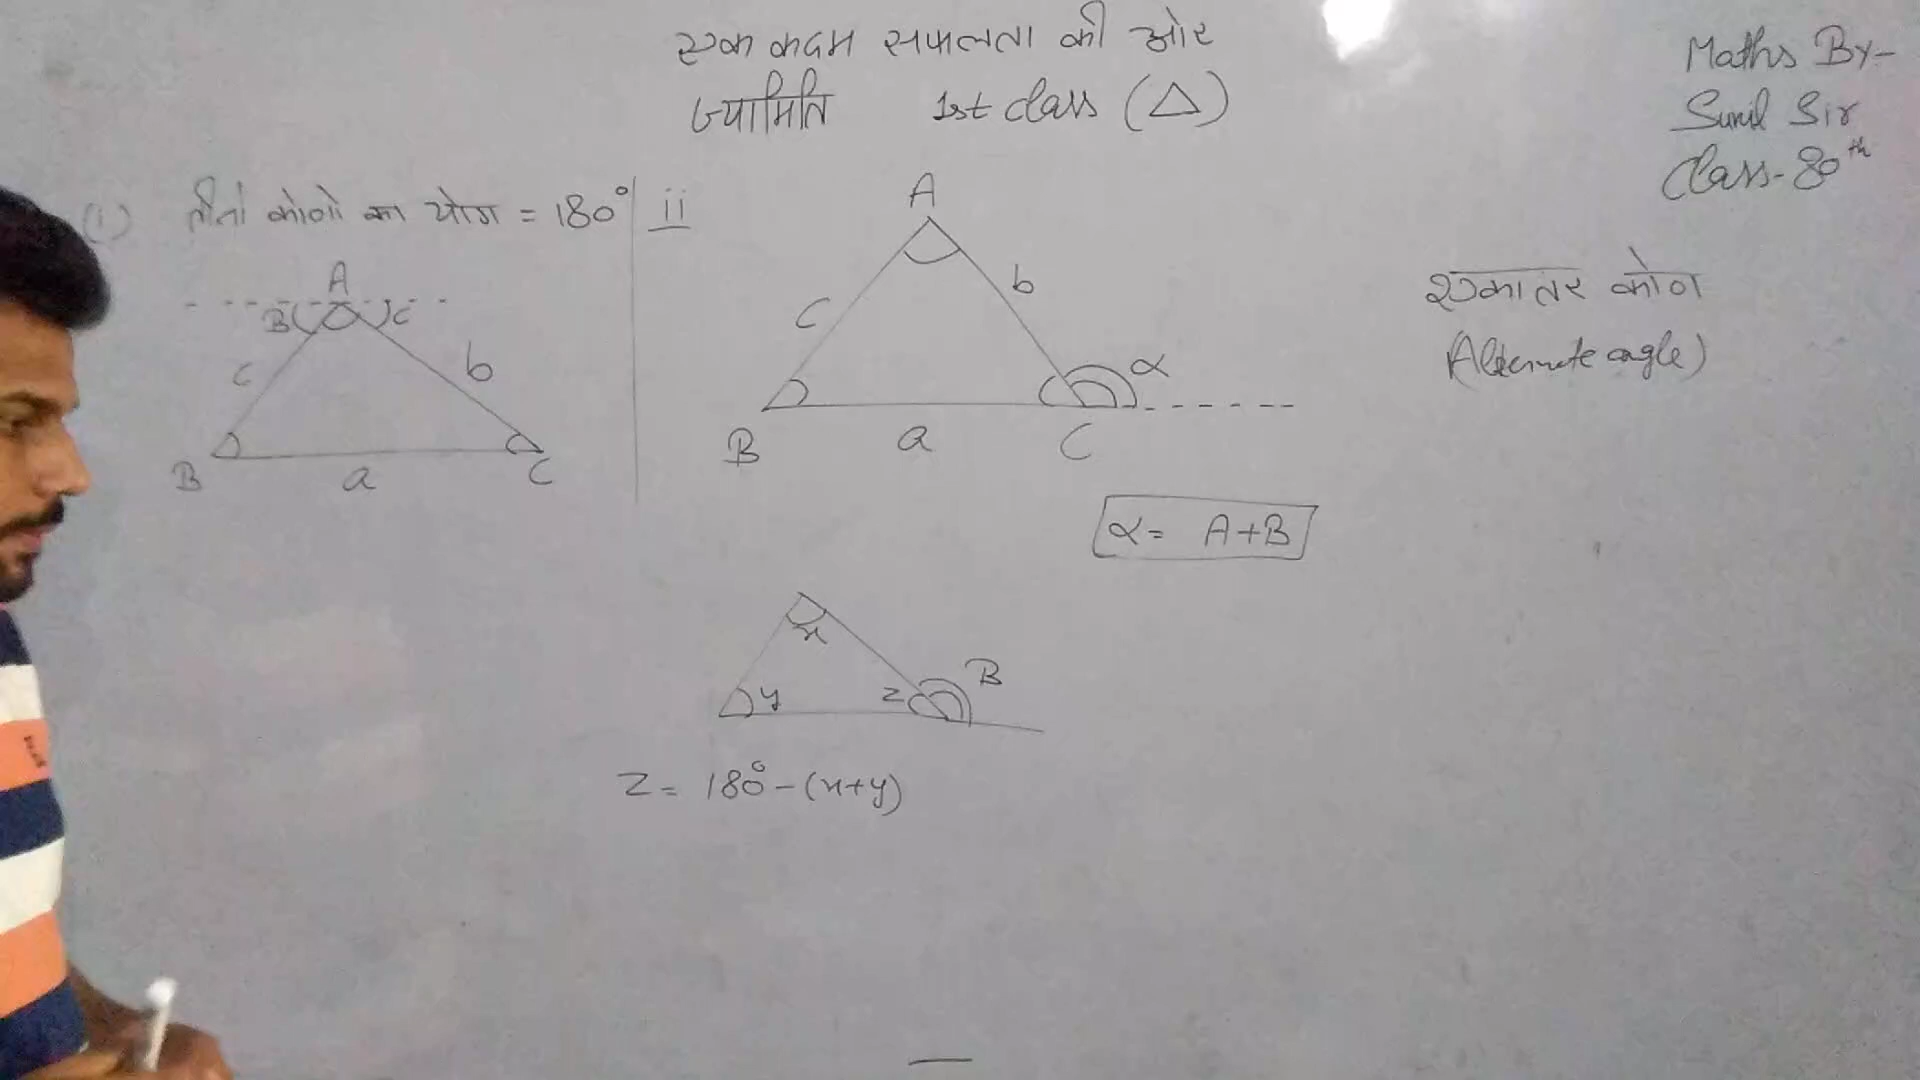 एक कदम सफलता की ओर
ज्यामिति 1st class (△)
Maths By-
Sunil Sir
Class-80th
(i) तीनो कोणो का योग = 180°
A
B C
c b
B a C
ii
A
c b
α
B a C
α = A+B
एकान्तर कोण
(Alternate angle)
x
y z B
z = 180°-(x+y)